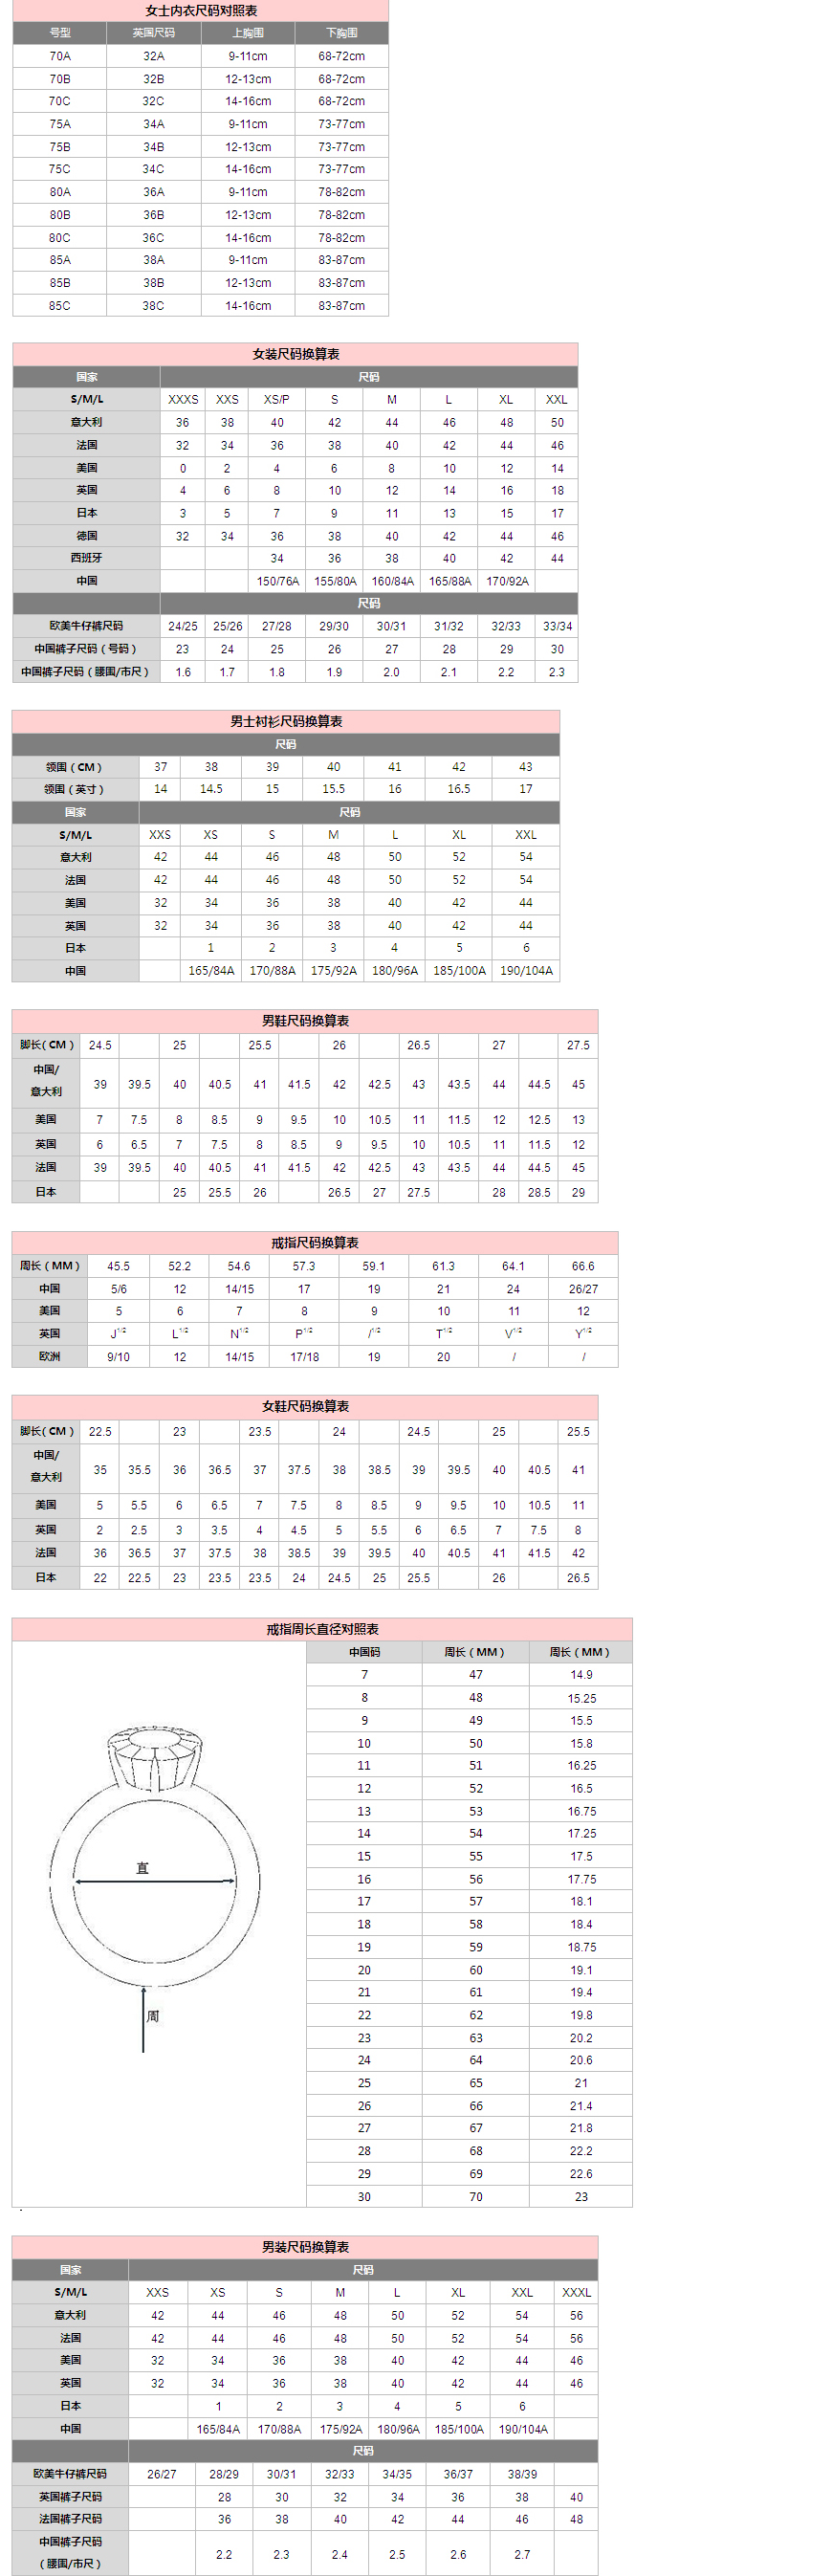 女士内衣尺码对照表
号型 英国尺码 上胸围 下胸围
70A 32A 9-11cm 68-72cm
70B 32B 12-13cm 68-72cm
70C 32C 14-16cm 68-72cm
75A 34A 9-11cm 73-77cm
75B 34B 12-13cm 73-77cm
75C 34C 14-16cm 73-77cm
80A 36A 9-11cm 78-82cm
80B 36B 12-13cm 78-82cm
80C 36C 14-16cm 78-82cm
85A 38A 9-11cm 83-87cm
85B 38B 12-13cm 83-87cm
85C 38C 14-16cm 83-87cm
女装尺码换算表
国家 尺码
S/M/L XXXS XXS XS/P S M L XL XXL
意大利 36 38 40 42 44 46 48 50
法国 32 34 36 38 40 42 44 46
美国 0 2 4 6 8 10 12 14
英国 4 6 8 10 12 14 16 18
日本 3 5 7 9 11 13 15 17
德国 32 34 36 38 40 42 44 46
西班牙 34 36 38 40 42 44
中国 150/76A 155/80A 160/84A 165/88A 170/92A
尺码
欧美牛仔裤尺码 24/25 25/26 27/28 29/30 30/31 31/32 32/33 33/34
中国裤子尺码（号码） 23 24 25 26 27 28 29 30
中国裤子尺码（腰围/市尺） 1.6 1.7 1.8 1.9 2.0 2.1 2.2 2.3
男士衬衫尺码换算表
尺码
领围（CM） 37 38 39 40 41 42 43
领围（英寸） 14 14.5 15 15.5 16 16.5 17
国家 尺码
S/M/L XXS XS S M L XL XXL
意大利 42 44 46 48 50 52 54
法国 42 44 46 48 50 52 54
美国 32 34 36 38 40 42 44
英国 32 34 36 38 40 42 44
日本 1 2 3 4 5 6
中国 165/84A 170/88A 175/92A 180/96A 185/100A 190/104A
男鞋尺码换算表
脚长（CM） 24.5 25 25.5 26 26.5 27 27.5
中国/
意大利 39 39.5 40 40.5 41 41.5 42 42.5 43 43.5 44 44.5 45
美国 7 7.5 8 8.5 9 9.5 10 10.5 11 11.5 12 12.5 13
英国 6 6.5 7 7.5 8 8.5 9 9.5 10 10.5 11 11.5 12
法国 39 39.5 40 40.5 41 41.5 42 42.5 43 43.5 44 44.5 45
日本 25 25.5 26 26.5 27 27.5 28 28.5 29
戒指尺码换算表
周长（MM） 45.5 52.2 54.6 57.3 59.1 61.3 64.1 66.6
中国 5/6 12 14/15 17 19 21 24 26/27
美国 5 6 7 8 9 10 11 12
英国 J1/2 L1/2 N1/2 P1/2 /1/2 T1/2 V1/2 Y1/2
欧洲 9/10 12 14/15 17/18 19 20 / /
女鞋尺码换算表
脚长（CM） 22.5 23 23.5 24 24.5 25 25.5
中国/
意大利 35 35.5 36 36.5 37 37.5 38 38.5 39 39.5 40 40.5 41
美国 5 5.5 6 6.5 7 7.5 8 8.5 9 9.5 10 10.5 11
英国 2 2.5 3 3.5 4 4.5 5 5.5 6 6.5 7 7.5 8
法国 36 36.5 37 37.5 38 38.5 39 39.5 40 40.5 41 41.5 42
日本 22 22.5 23 23.5 23.5 24 24.5 25 25.5 26 26.5
戒指周长直径对照表
中国码 周长（MM） 周长（MM）
7 47 14.9
8 48 15.25
9 49 15.5
10 50 15.8
11 51 16.25
12 52 16.5
13 53 16.75
14 54 17.25
15 55 17.5
16 56 17.75
17 57 18.1
18 58 18.4
19 59 18.75
20 60 19.1
21 61 19.4
22 62 19.8
23 63 20.2
24 64 20.6
25 65 21
26 66 21.4
27 67 21.8
28 68 22.2
29 69 22.6
30 70 23
直
周
男装尺码换算表
国家 尺码
S/M/L XXS XS S M L XL XXL XXXL
意大利 42 44 46 48 50 52 54 56
法国 42 44 46 48 50 52 54 56
美国 32 34 36 38 40 42 44 46
英国 32 34 36 38 40 42 44 46
日本 1 2 3 4 5 6
中国 165/84A 170/88A 175/92A 180/96A 185/100A 190/104A
尺码
欧美牛仔裤尺码 26/27 28/29 30/31 32/33 34/35 36/37 38/39
英国裤子尺码 28 30 32 34 36 38 40
法国裤子尺码 36 38 40 42 44 46 48
中国裤子尺码
（腰围/市尺） 2.2 2.3 2.4 2.5 2.6 2.7